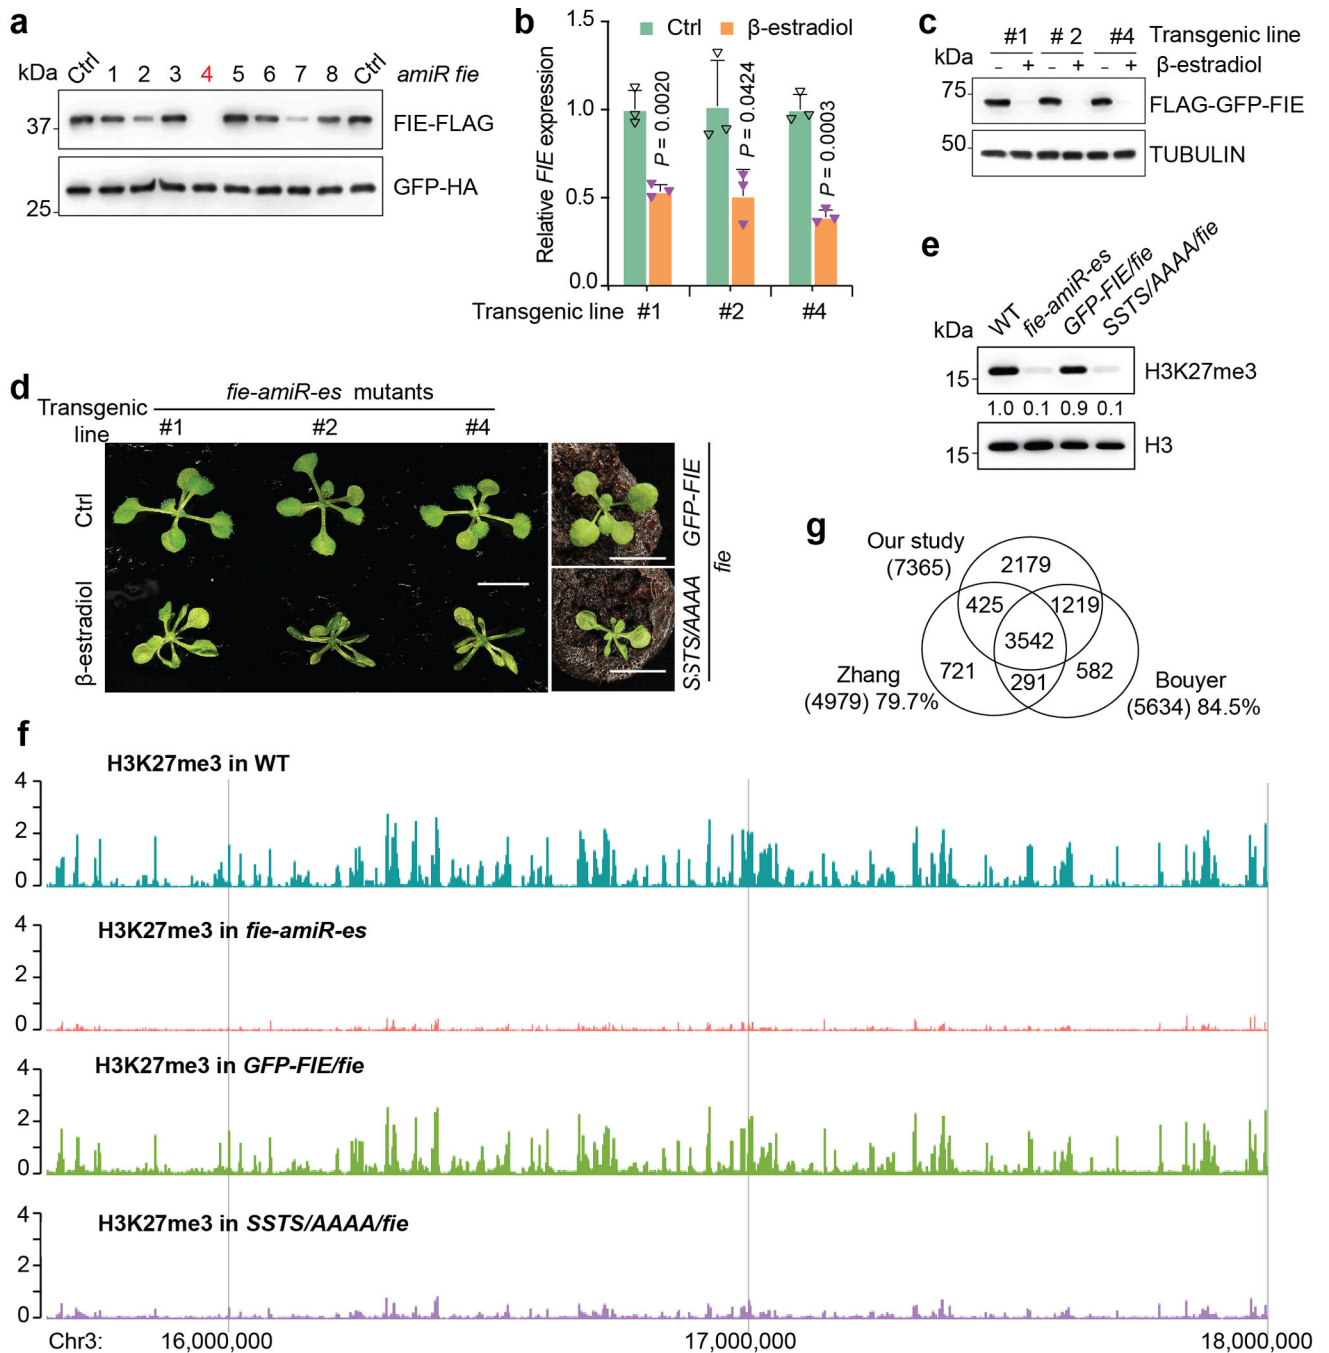 a
kDa Ctrl 1 2 3 4 5 6 7 8 Ctrl amiR fie
37
FIE-FLAG
GFP-HA
25
b
Ctrl β-estradiol
Relative FIE expression
1.5
1.0
0.5
0.0
P = 0.0020
P = 0.0424
P = 0.0003
Transgenic line #1 #2 #4
c
#1 # 2 #4 Transgenic line
kDa - + - + - + β-estradiol
75
FLAG-GFP-FIE
50
TUBULIN
e
kDa WT fie-amiR-es GFP-FIE/fie SSTS/AAAA/fie
15
H3K27me3
1.0 0.1 0.9 0.1
15
H3
d
fie-amiR-es mutants
Transgenic
line
#1 #2 #4
Ctrl
β-estradiol
GFP-FIE
SSTS/AAAA
fie
g
Our study
(7365)
2179
425
1219
3542
721
291
582
Zhang
(4979) 79.7%
Bouyer
(5634) 84.5%
f
H3K27me3 in WT
4
2
0
H3K27me3 in fie-amiR-es
4
2
0
H3K27me3 in GFP-FIE/fie
4
2
0
H3K27me3 in SSTS/AAAA/fie
4
2
0
Chr3: 16,000,000 17,000,000 18,000,000